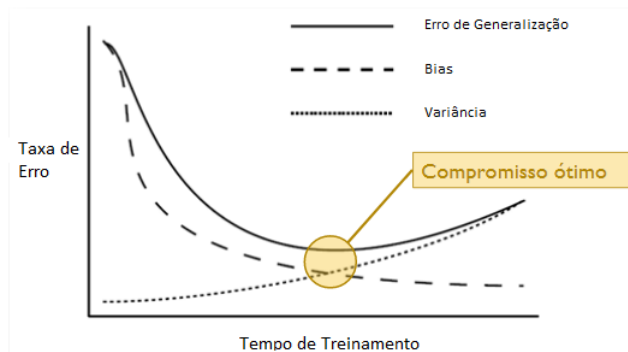 Erro de Generalização
Bias
Variância
Taxa de
Erro
Compromisso ótimo
Tempo de Treinamento